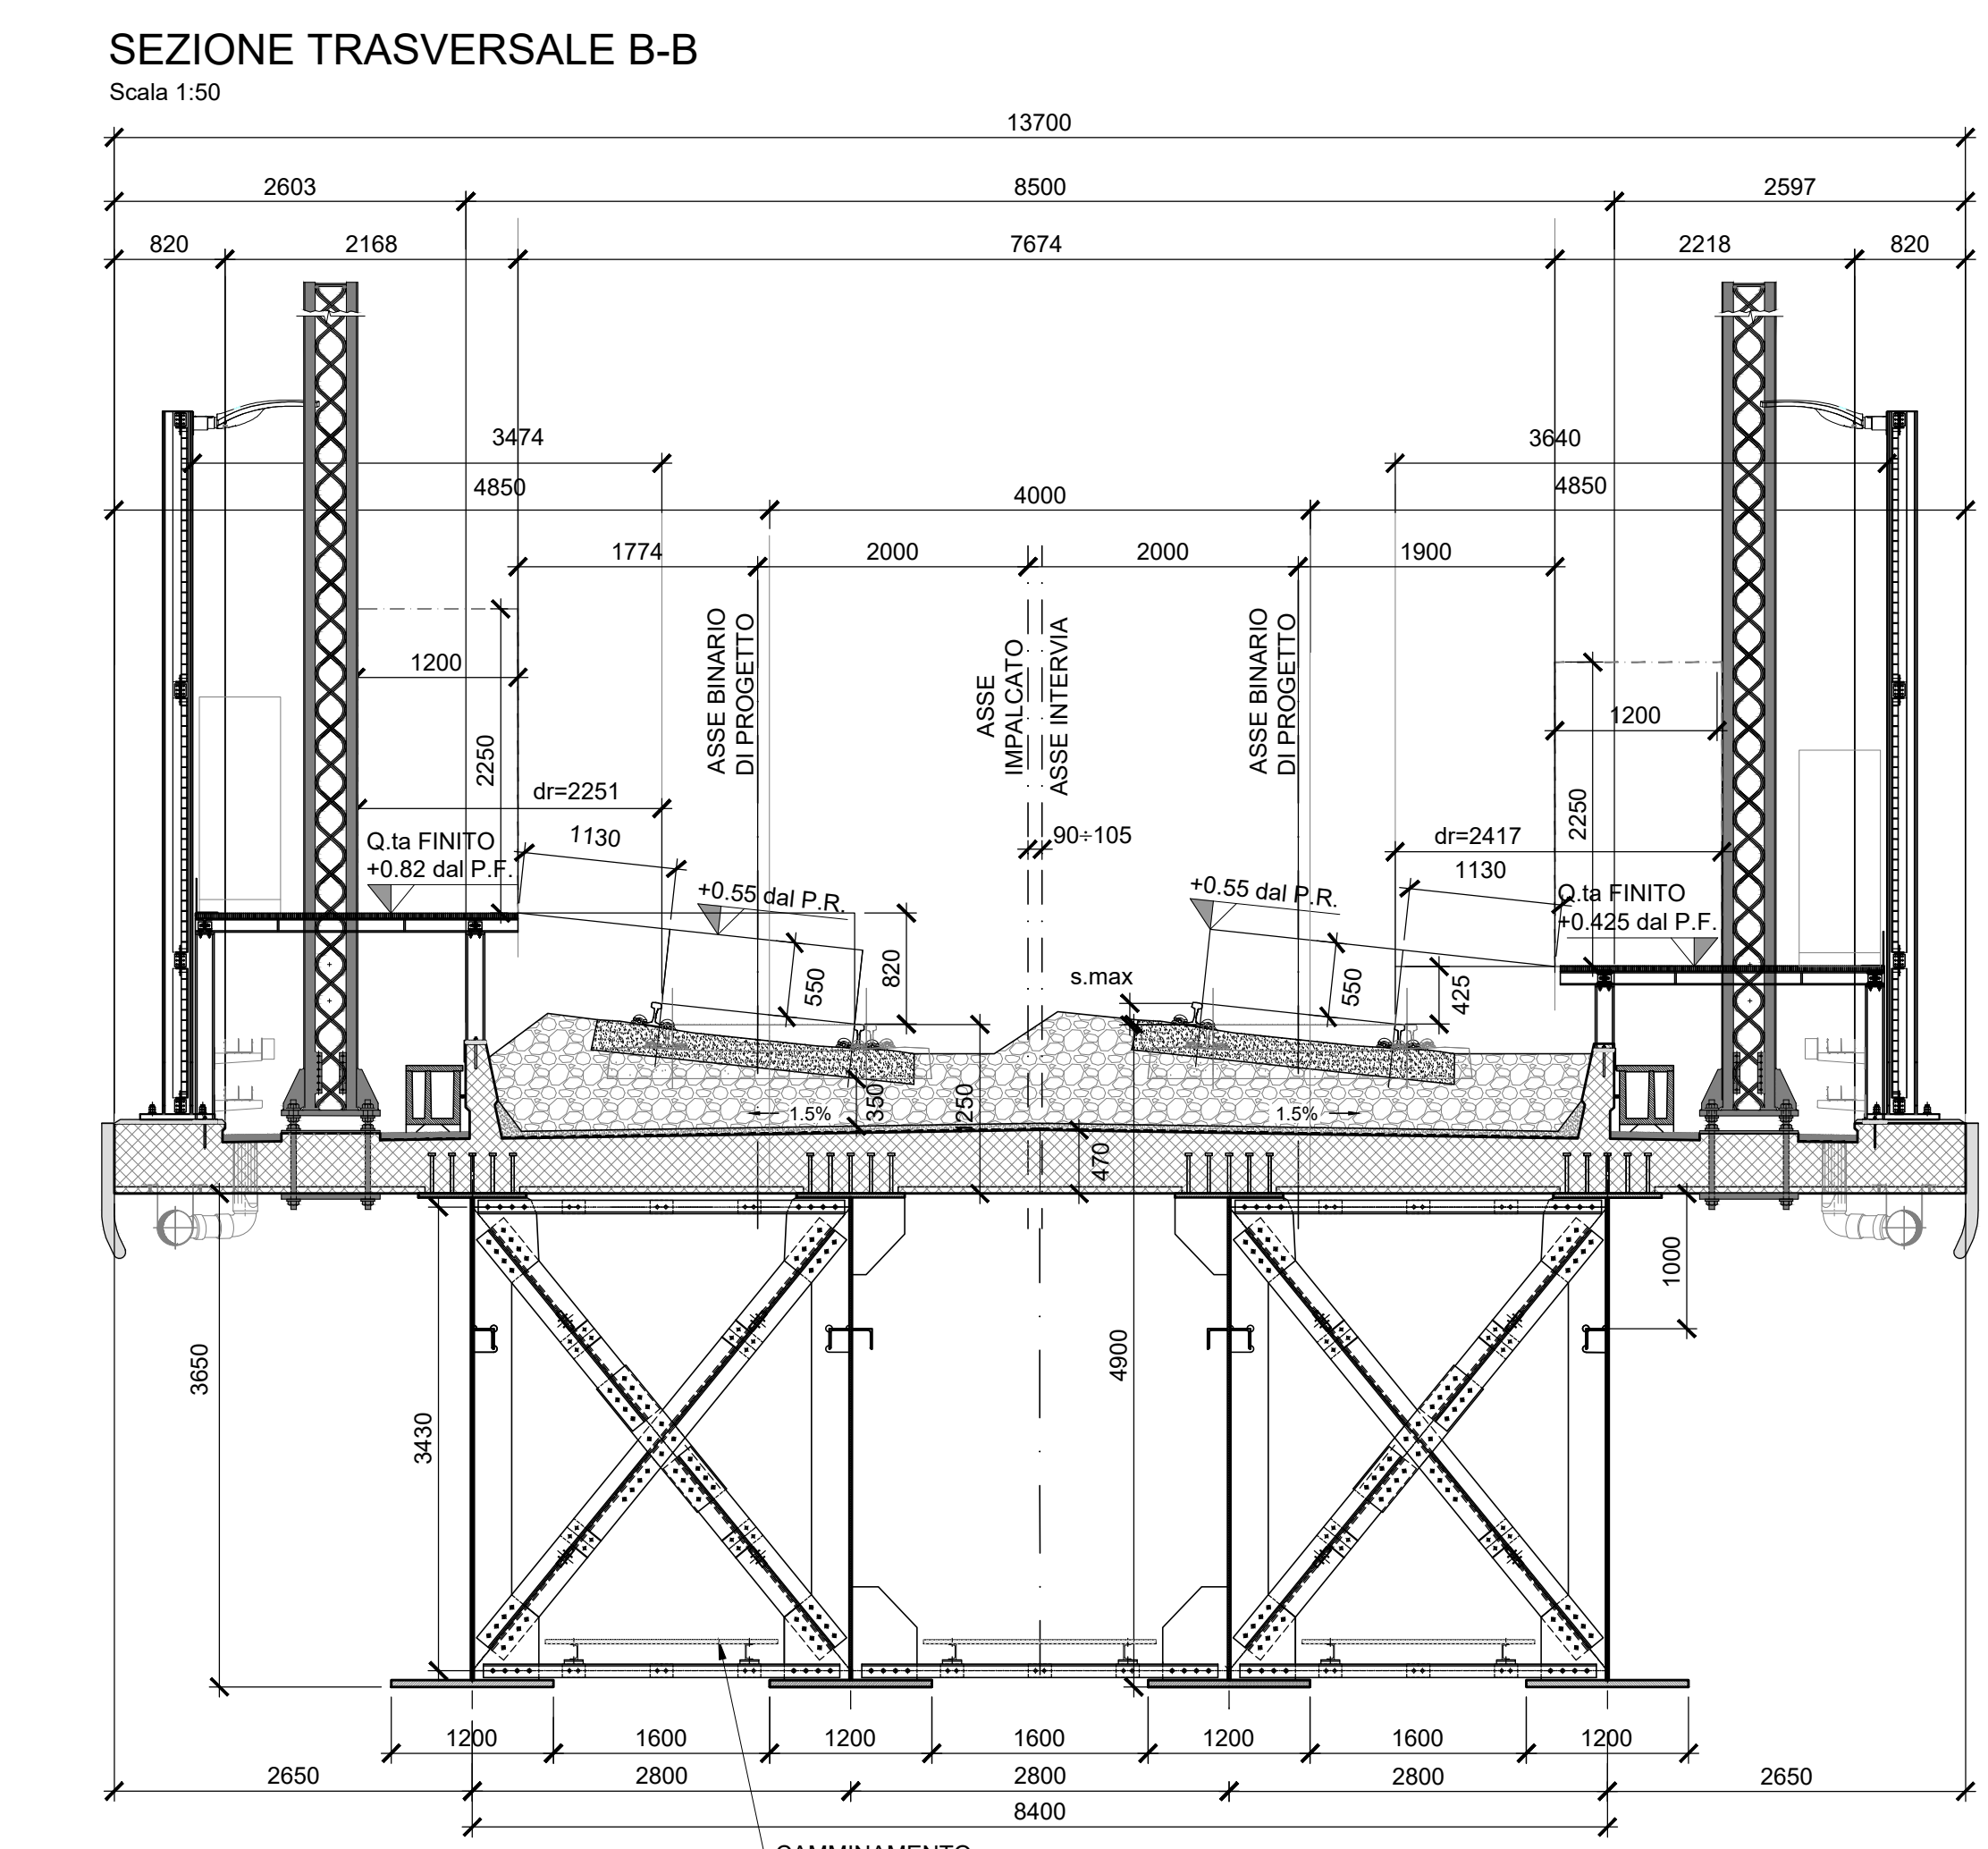 SEZIONE TRASVERSALE B-B
Scala 1:50
13700
2603 8500 2597
820 2168 7674 2218 820
3474 3640
4850 4000 4850
1774 2000 2000 1900
ASSE BINARIO
DI PROGETTO
ASSE
IMPALCATO
ASSE INTERVIA
ASSE BINARIO
DI PROGETTO
1200
1200
2250
2250
dr=2251
1130
90÷105
dr=2417
1130
Q.ta FINITO
+0.82 dal P.F.
+0.55 dal P.R.
+0.55 dal P.R.
Q.ta FINITO
+0.425 dal P.F.
550
820
s.max
550
425
1.5%
350
1250
1.5%
470
1000
3650
3430
4900
1200 1600 1200 1600 1200 1600 1200
2650 2800 2800 2800 2650
8400
CAMMINAMENTO